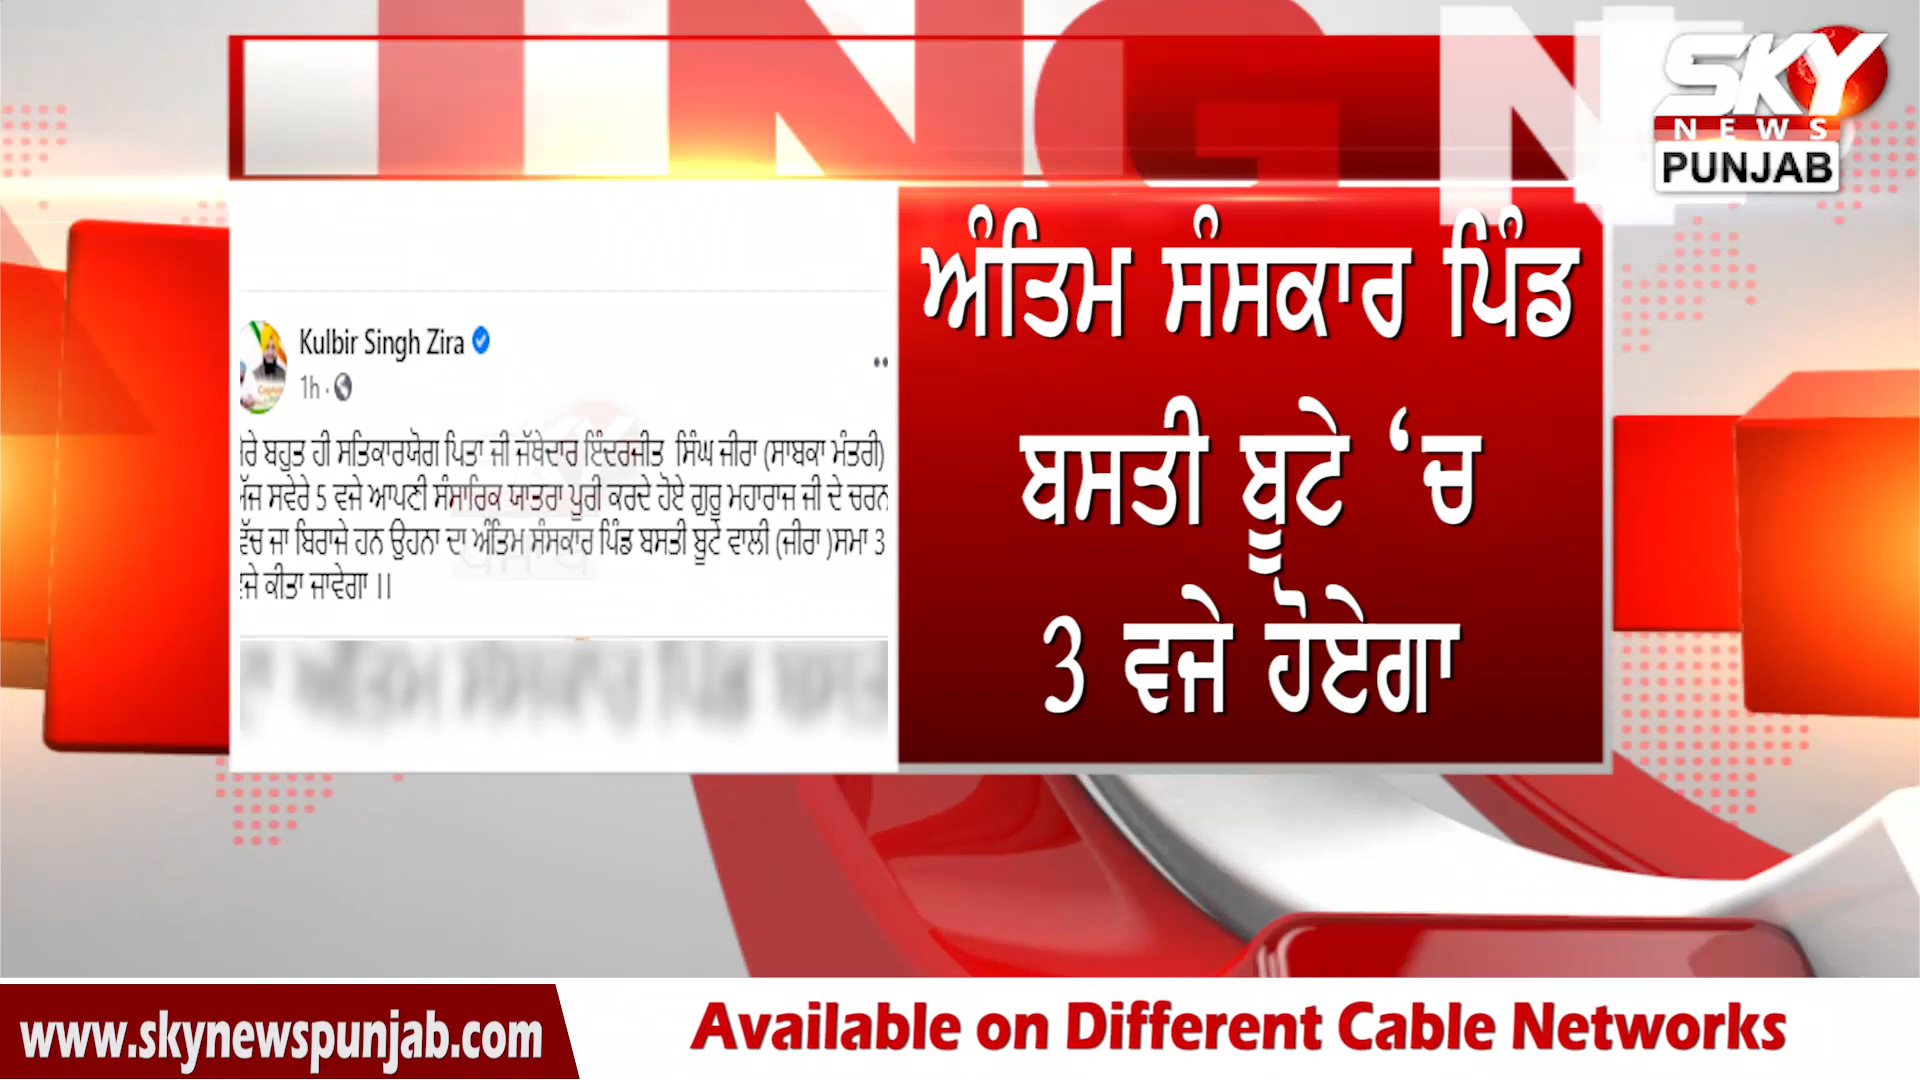 SKY
NEWS
PUNJAB
Kulbir Singh Zira
1h
ਬਹੁਤ ਹੀ ਸਤਿਕਾਰਯੋਗ ਪਿਤਾ ਜੀ ਜੱਥੇਦਾਰ ਇੰਦਰਜੀਤ ਸਿੰਘ ਜੀਰਾ (ਸਾਬਕਾ ਮੰਤਰੀ)
ਸਵੇਰੇ 5 ਵਜੇ ਆਪਣੀ ਸੰਸਾਰਿਕ ਯਾਤਰਾ ਪੂਰੀ ਕਰਦੇ ਹੋਏ ਗੁਰੂ ਮਹਾਰਾਜ ਜੀ ਦੇ ਚਰਨ
ਜਾ ਬਿਰਾਜੇ ਹਨ ਉਹਨਾ ਦਾ ਅੰਤਿਮ ਸੰਸਕਾਰ ਪਿੰਡ ਬਸਤੀ ਬੂਟੇ ਵਾਲੀ (ਜੀਰਾ )ਸਮਾ 3
ਕੀਤਾ ਜਾਵੇਗਾ ।।
ਅੰਤਿਮ ਸੰਸਕਾਰ ਪਿੰਡ
ਬਸਤੀ ਬੂਟੇ ‘ਚ
3 ਵਜੇ ਹੋਏਗਾ
www.skynewspunjab.com
Available on Different Cable Networks